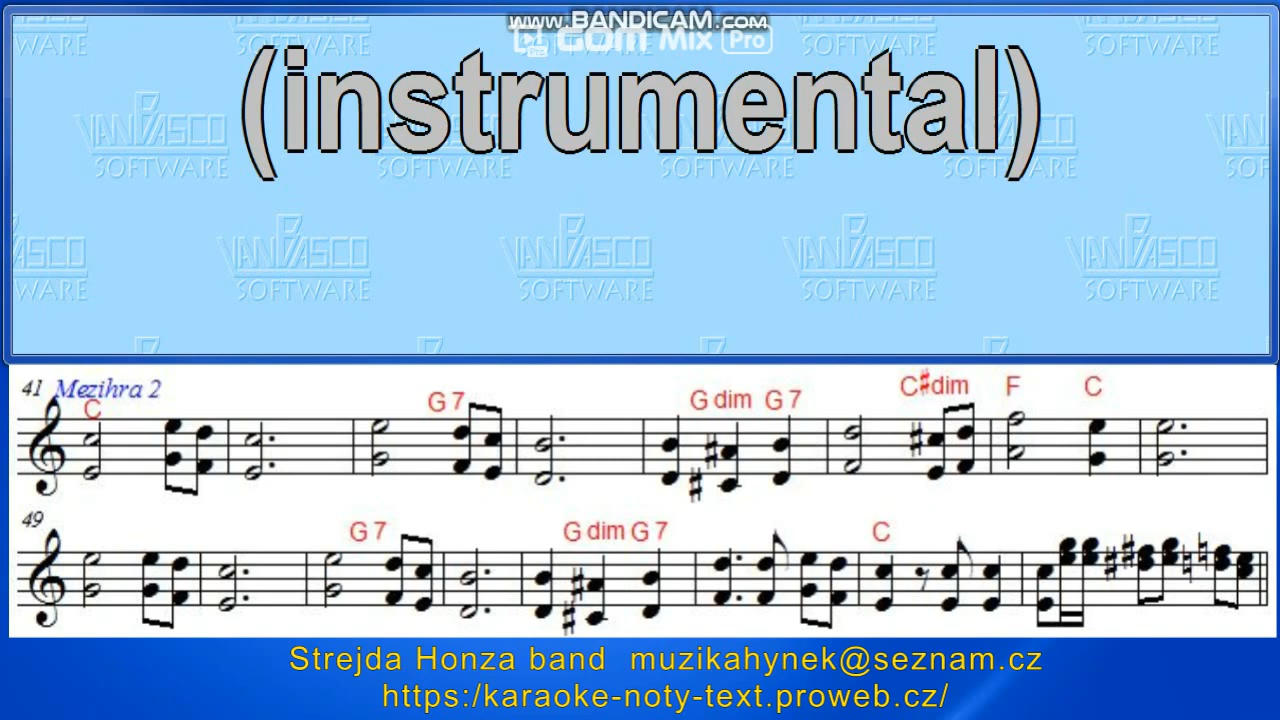 www.BANDICAM.com
GOM Mix Pro
(instrumental)
VANBASCO SOFTWARE
41 Mezihra 2
C G 7 G dim G 7 C#dim F C
49
G 7 G dim G 7 C
Strejda Honza band muzikahynek@seznam.cz
https:/karaoke-noty-text.proweb.cz/